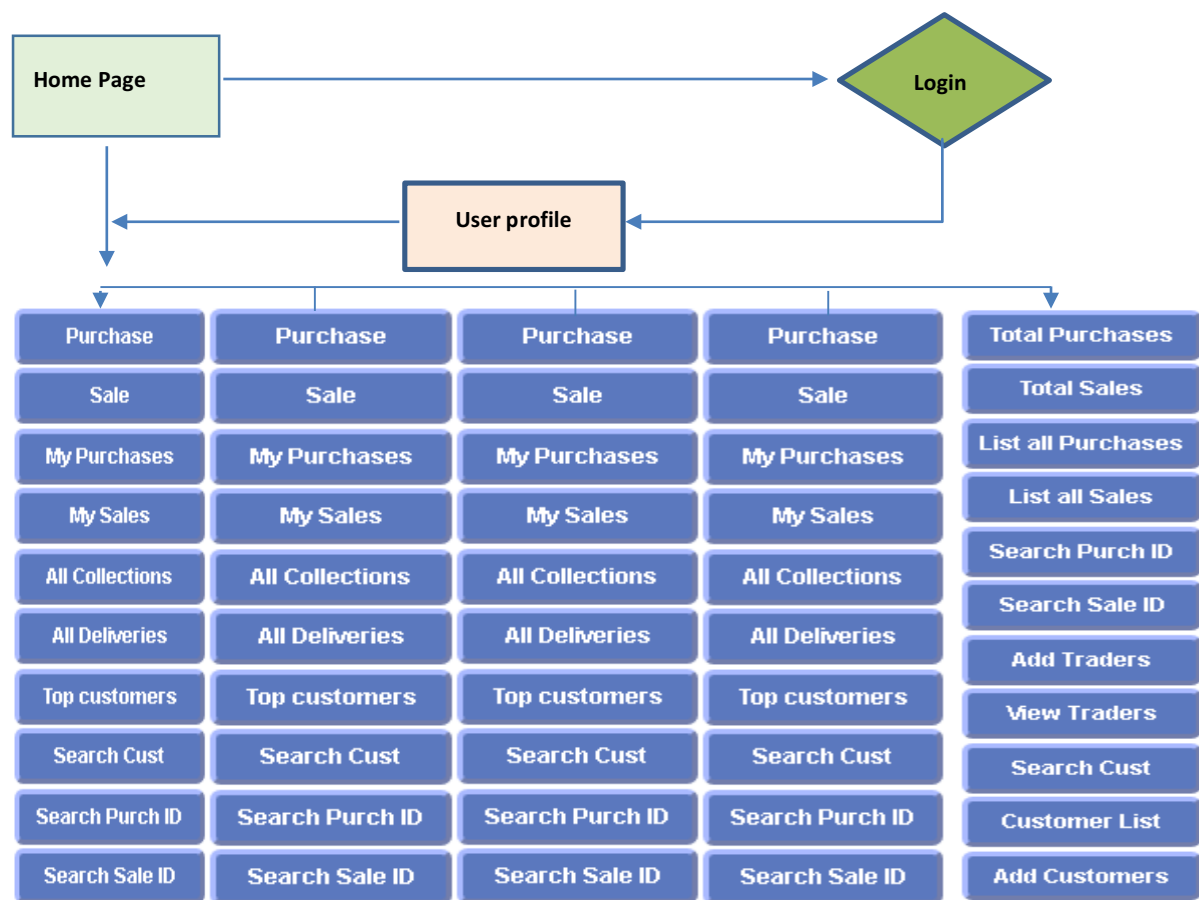 Home Page
Login
User profile
Purchase
Sale
My Purchases
My Sales
All Collections
All Deliveries
Top customers
Search Cust
Search Purch ID
Search Sale ID
Purchase
Sale
My Purchases
My Sales
All Collections
All Deliveries
Top customers
Search Cust
Search Purch ID
Search Sale ID
Purchase
Sale
My Purchases
My Sales
All Collections
All Deliveries
Top customers
Search Cust
Search Purch ID
Search Sale ID
Purchase
Sale
My Purchases
My Sales
All Collections
All Deliveries
Top customers
Search Cust
Search Purch ID
Search Sale ID
Total Purchases
Total Sales
List all Purchases
List all Sales
Search Purch ID
Search Sale ID
Add Traders
View Traders
Search Cust
Customer List
Add Customers